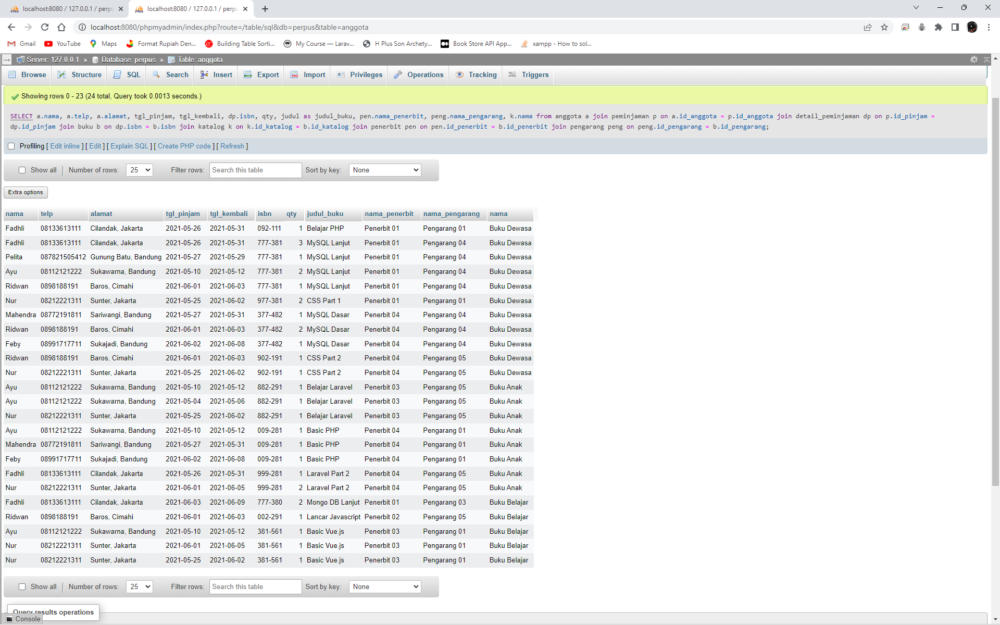 localhost:8080 / 127.0.0.1 / perpu
localhost:8080 / 127.0.0.1 / perpu
localhost:8080/phpmyadmin/index.php?route=/table/sql&db=perpus&table=anggota
Gmail YouTube Maps Format Rupiah Den... Building Table Sorti... My Course — Larav... H Plus Son Archety... Book Store API App... xampp - How to sol...
Server: 127.0.0.1 » Database: perpus » Table: anggota
Browse Structure SQL Search Insert Export Import Privileges Operations Tracking Triggers
Showing rows 0 - 23 (24 total, Query took 0.0013 seconds.)
SELECT a.nama, a.telp, a.alamat, tgl_pinjam, tgl_kembali, dp.isbn, qty, judul as judul_buku, pen.nama_penerbit, peng.nama_pengarang, k.nama from anggota a join peminjaman p on a.id_anggota = p.id_anggota join detail_peminjaman dp on p.id_pinjam =
dp.id_pinjam join buku b on dp.isbn = b.isbn join katalog k on k.id_katalog = b.id_katalog join penerbit pen on pen.id_penerbit = b.id_penerbit join pengarang peng on peng.id_pengarang = b.id_pengarang;
Profiling [ Edit inline ] [ Edit ] [ Explain SQL ] [ Create PHP code ] [ Refresh ]
Show all Number of rows: 25 Filter rows: Search this table Sort by key: None
Extra options
nama telp alamat tgl_pinjam tgl_kembali isbn qty judul_buku nama_penerbit nama_pengarang nama
Fadhli 08133613111 Cilandak, Jakarta 2021-05-26 2021-05-31 092-111 1 Belajar PHP Penerbit 01 Pengarang 01 Buku Dewasa
Fadhli 08133613111 Cilandak, Jakarta 2021-05-26 2021-05-31 777-381 3 MySQL Lanjut Penerbit 01 Pengarang 04 Buku Dewasa
Pelita 087821505412 Gunung Batu, Bandung 2021-05-27 2021-05-29 777-381 1 MySQL Lanjut Penerbit 01 Pengarang 04 Buku Dewasa
Ayu 08112121222 Sukawarna, Bandung 2021-05-10 2021-05-12 777-381 2 MySQL Lanjut Penerbit 01 Pengarang 04 Buku Dewasa
Ridwan 0898188191 Baros, Cimahi 2021-06-01 2021-06-03 777-381 1 MySQL Lanjut Penerbit 01 Pengarang 04 Buku Dewasa
Nur 08212221311 Sunter, Jakarta 2021-05-25 2021-06-02 977-381 2 CSS Part 1 Penerbit 01 Pengarang 01 Buku Dewasa
Mahendra 08772191811 Sariwangi, Bandung 2021-05-27 2021-05-31 377-482 1 MySQL Dasar Penerbit 04 Pengarang 04 Buku Dewasa
Ridwan 0898188191 Baros, Cimahi 2021-06-01 2021-06-03 377-482 2 MySQL Dasar Penerbit 04 Pengarang 04 Buku Dewasa
Feby 08991717711 Sukajadi, Bandung 2021-06-02 2021-06-08 377-482 1 MySQL Dasar Penerbit 04 Pengarang 04 Buku Dewasa
Ridwan 0898188191 Baros, Cimahi 2021-06-01 2021-06-03 902-191 1 CSS Part 2 Penerbit 04 Pengarang 05 Buku Dewasa
Nur 08212221311 Sunter, Jakarta 2021-05-25 2021-06-02 902-191 1 CSS Part 2 Penerbit 04 Pengarang 05 Buku Dewasa
Ayu 08112121222 Sukawarna, Bandung 2021-05-10 2021-05-12 882-291 1 Belajar Laravel Penerbit 03 Pengarang 05 Buku Anak
Ayu 08112121222 Sukawarna, Bandung 2021-05-04 2021-05-06 882-291 1 Belajar Laravel Penerbit 03 Pengarang 05 Buku Anak
Nur 08212221311 Sunter, Jakarta 2021-05-25 2021-06-02 882-291 1 Belajar Laravel Penerbit 03 Pengarang 05 Buku Anak
Ayu 08112121222 Sukawarna, Bandung 2021-05-10 2021-05-12 009-281 1 Basic PHP Penerbit 04 Pengarang 01 Buku Anak
Mahendra 08772191811 Sariwangi, Bandung 2021-05-27 2021-05-31 009-281 1 Basic PHP Penerbit 04 Pengarang 01 Buku Anak
Feby 08991717711 Sukajadi, Bandung 2021-06-02 2021-06-08 009-281 1 Basic PHP Penerbit 04 Pengarang 01 Buku Anak
Fadhli 08133613111 Cilandak, Jakarta 2021-05-26 2021-05-31 999-281 1 Laravel Part 2 Penerbit 04 Pengarang 05 Buku Anak
Nur 08212221311 Sunter, Jakarta 2021-06-01 2021-06-05 999-281 2 Laravel Part 2 Penerbit 04 Pengarang 05 Buku Anak
Fadhli 08133613111 Cilandak, Jakarta 2021-06-03 2021-06-09 777-380 2 Mongo DB Lanjut Penerbit 01 Pengarang 03 Buku Belajar
Ridwan 0898188191 Baros, Cimahi 2021-06-01 2021-06-03 002-291 1 Lancar Javascript Penerbit 02 Pengarang 05 Buku Belajar
Ayu 08112121222 Sukawarna, Bandung 2021-05-10 2021-05-12 381-561 1 Basic Vue.js Penerbit 03 Pengarang 01 Buku Belajar
Nur 08212221311 Sunter, Jakarta 2021-06-01 2021-06-05 381-561 1 Basic Vue.js Penerbit 03 Pengarang 01 Buku Belajar
Nur 08212221311 Sunter, Jakarta 2021-05-25 2021-06-02 381-561 1 Basic Vue.js Penerbit 03 Pengarang 01 Buku Belajar
Show all Number of rows: 25 Filter rows: Search this table Sort by key: None
Query results operations
Console